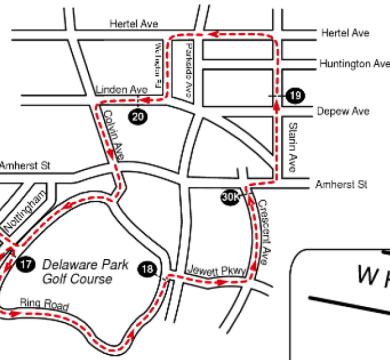 Hertel Ave
Hertel Ave
Parkside Ave
Huntington Ave
Linden Ave
19
20
Depew Ave
Colvin Ave
Starin Ave
Amherst St
Amherst St
30K
Nottingham
Crescent Ave
17
Delaware Park
Golf Course
18
Jewett Pkwy
Ring Road